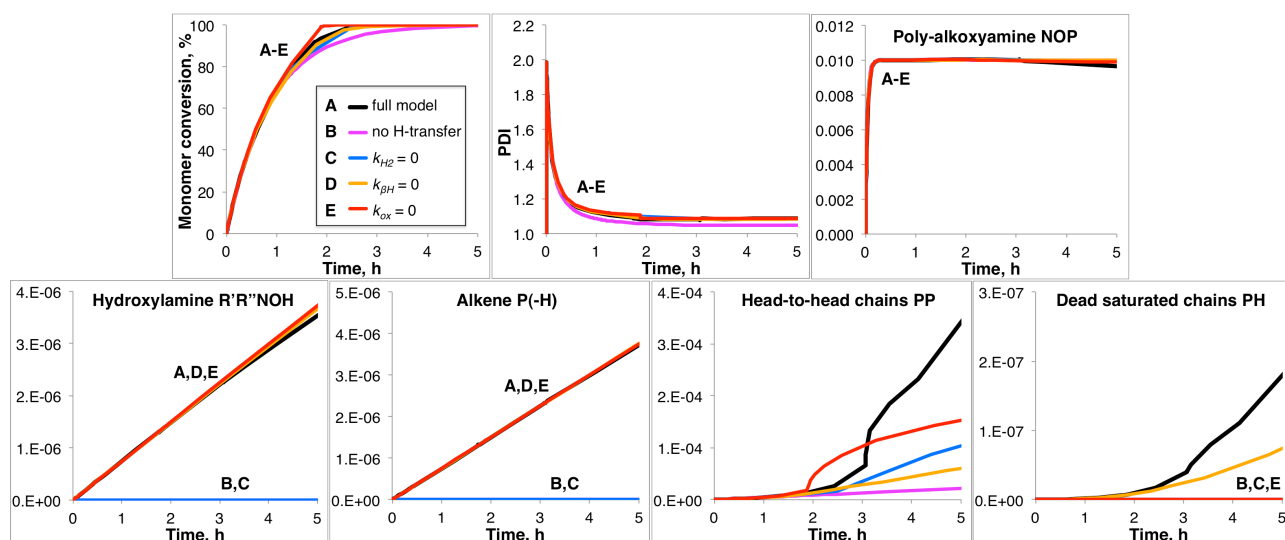 Monomer conversion, %
100
80
60
40
20
0
A-E
A full model
B no H-transfer
C kH2 = 0
D kβH = 0
E kox = 0
0 1 2 3 4 5
Time, h
PDI
2.2
2.0
1.8
1.6
1.4
1.2
1.0
A-E
0 1 2 3 4 5
Time, h
Poly-alkoxyamine NOP
0.012
0.010
0.008
0.006
0.004
0.002
0.000
A-E
0 1 2 3 4 5
Time, h
Hydroxylamine R'R"NOH
4.E-06
3.E-06
2.E-06
1.E-06
0.E+00
A,D,E
B,C
0 1 2 3 4 5
Time, h
Alkene P(-H)
5.E-06
4.E-06
3.E-06
2.E-06
1.E-06
0.E+00
A,D,E
B,C
0 1 2 3 4 5
Time, h
Head-to-head chains PP
4.E-04
3.E-04
2.E-04
1.E-04
0.E+00
0 1 2 3 4 5
Time, h
Dead saturated chains PH
3.E-07
2.E-07
1.E-07
0.E+00
B,C,E
0 1 2 3 4 5
Time, h